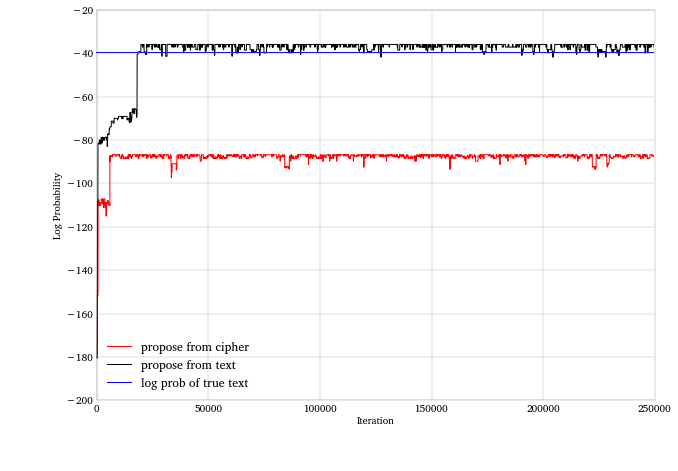 −20
−40
−60
−80
−100
−120
−140
−160
−180
−200
Log Probability
propose from cipher
propose from text
log prob of true text
0 50000 100000 150000 200000 250000
Iteration